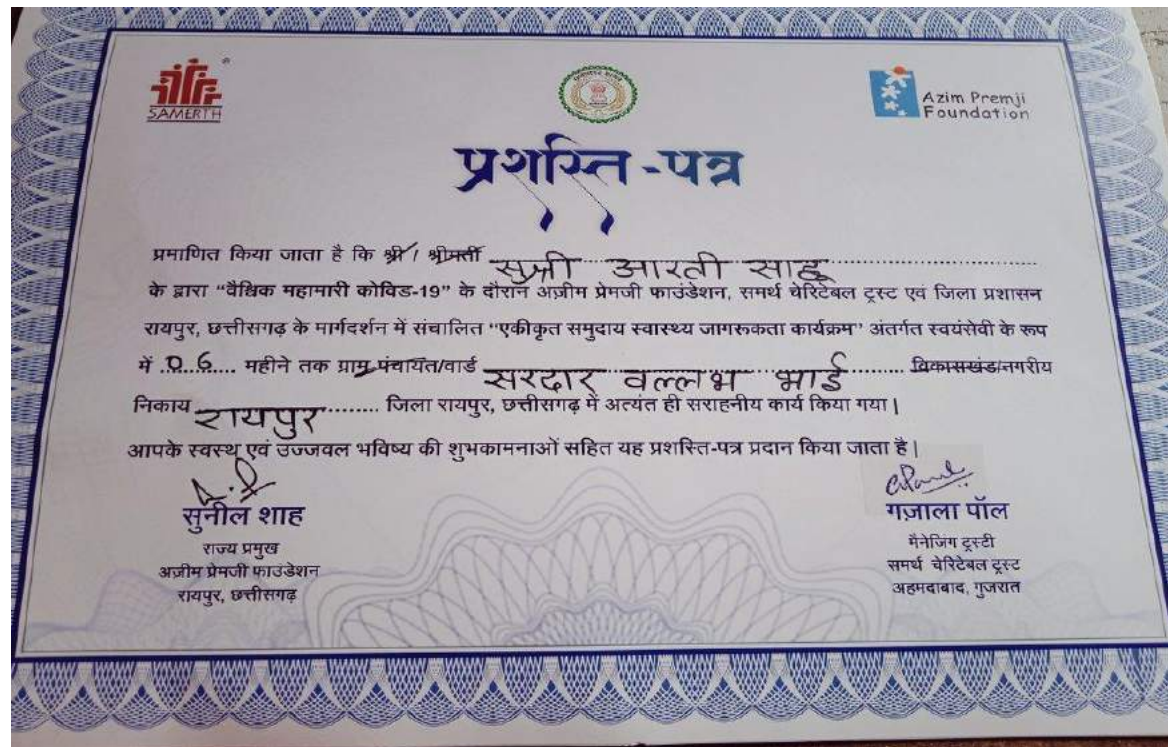 SAMERTH
Azim Premji
Foundation
प्रशस्ति-पत्र
प्रमाणित किया जाता है कि श्री / श्रीमती सुश्री आरती साहू
के द्वारा “वैश्विक महामारी कोविड-19” के दौरान अज़ीम प्रेमजी फाउंडेशन, समर्थ चेरिटेबल ट्रस्ट एवं जिला प्रशासन
रायपुर, छत्तीसगढ़ के मार्गदर्शन में संचालित “एकीकृत समुदाय स्वास्थ्य जागरूकता कार्यक्रम” अंतर्गत स्वयंसेवी के रूप
में 06 महीने तक ग्राम पंचायत/वार्ड सरदार वल्लभ भाई विकासखंड/नगरीय
निकाय रायपुर जिला रायपुर, छत्तीसगढ़ में अत्यंत ही सराहनीय कार्य किया गया |
आपके स्वस्थ एवं उज्जवल भविष्य की शुभकामनाओं सहित यह प्रशस्ति-पत्र प्रदान किया जाता है |
सुनील शाह
राज्य प्रमुख
अज़ीम प्रेमजी फाउंडेशन
रायपुर, छत्तीसगढ़
गज़ाला पॉल
मैनेजिंग ट्रस्टी
समर्थ चेरिटेबल ट्रस्ट
अहमदाबाद, गुजरात